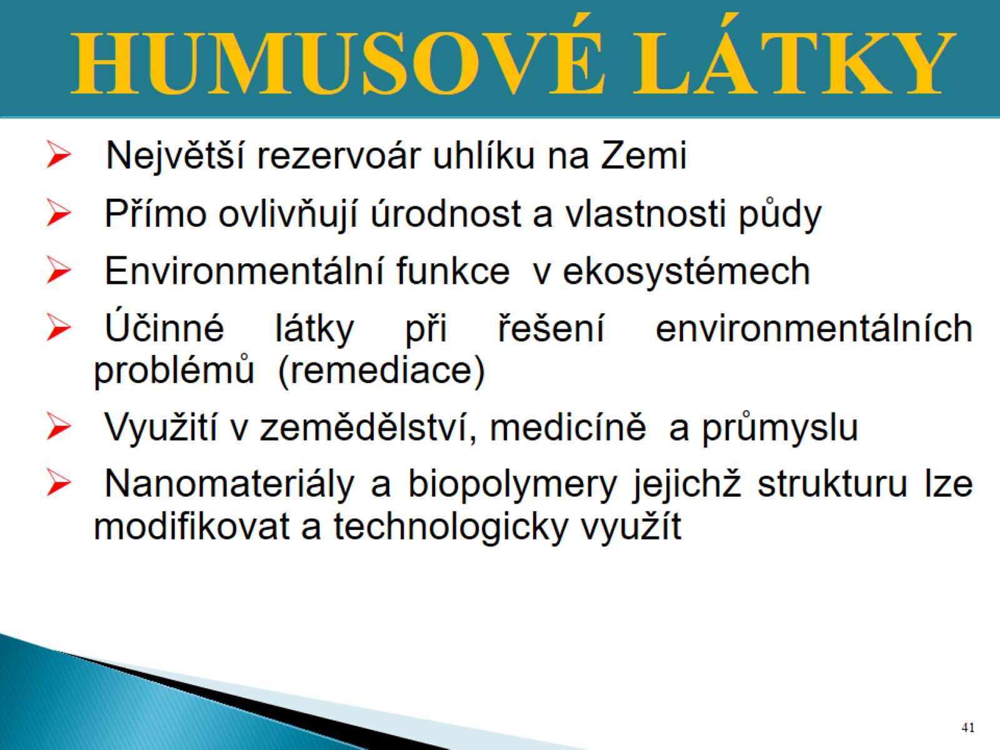 HUMUSOVÉ LÁTKY
Největší rezervoár uhlíku na Zemi
Přímo ovlivňují úrodnost a vlastnosti půdy
Environmentální funkce v ekosystémech
Účinné látky při řešení environmentálních
problémů (remediace)
Využití v zemědělství, medicíně a průmyslu
Nanomateriály a biopolymery jejichž strukturu lze
modifikovat a technologicky využít
41